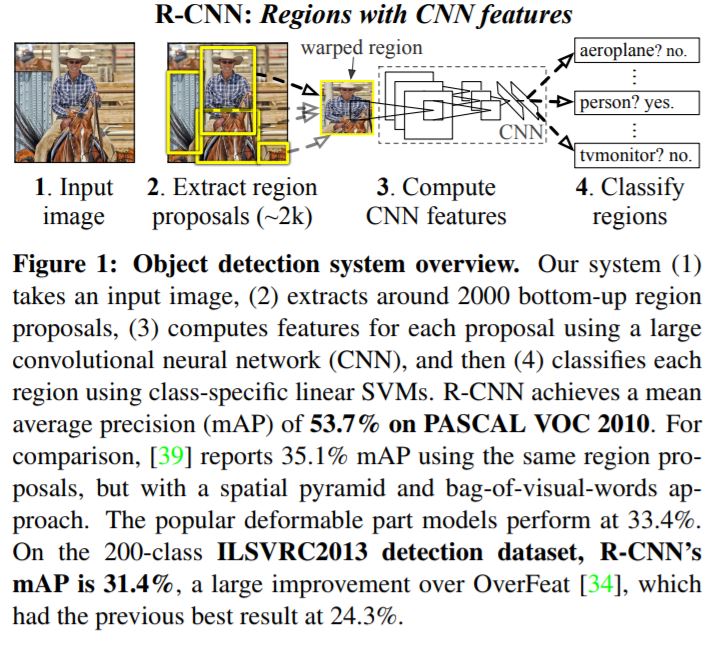 R-CNN: Regions with CNN features
warped region
aeroplane? no.
⋮
person? yes.
⋮
tvmonitor? no.
CNN
1. Input
image
2. Extract region
proposals (~2k)
3. Compute
CNN features
4. Classify
regions
Figure 1: Object detection system overview. Our system (1)
takes an input image, (2) extracts around 2000 bottom-up region
proposals, (3) computes features for each proposal using a large
convolutional neural network (CNN), and then (4) classifies each
region using class-specific linear SVMs. R-CNN achieves a mean
average precision (mAP) of 53.7% on PASCAL VOC 2010. For
comparison, [39] reports 35.1% mAP using the same region pro-
posals, but with a spatial pyramid and bag-of-visual-words ap-
proach. The popular deformable part models perform at 33.4%.
On the 200-class ILSVRC2013 detection dataset, R-CNN’s
mAP is 31.4%, a large improvement over OverFeat [34], which
had the previous best result at 24.3%.